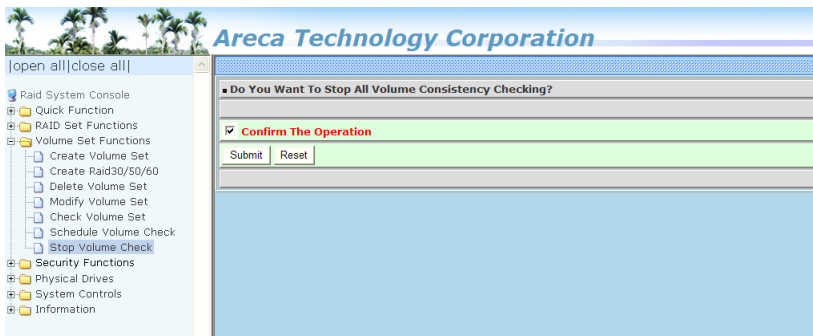 Areca Technology Corporation
|open all|close all|
Raid System Console
Quick Function
RAID Set Functions
Volume Set Functions
Create Volume Set
Create Raid30/50/60
Delete Volume Set
Modify Volume Set
Check Volume Set
Schedule Volume Check
Stop Volume Check
Security Functions
Physical Drives
System Controls
Information
Do You Want To Stop All Volume Consistency Checking?
Confirm The Operation
Submit Reset